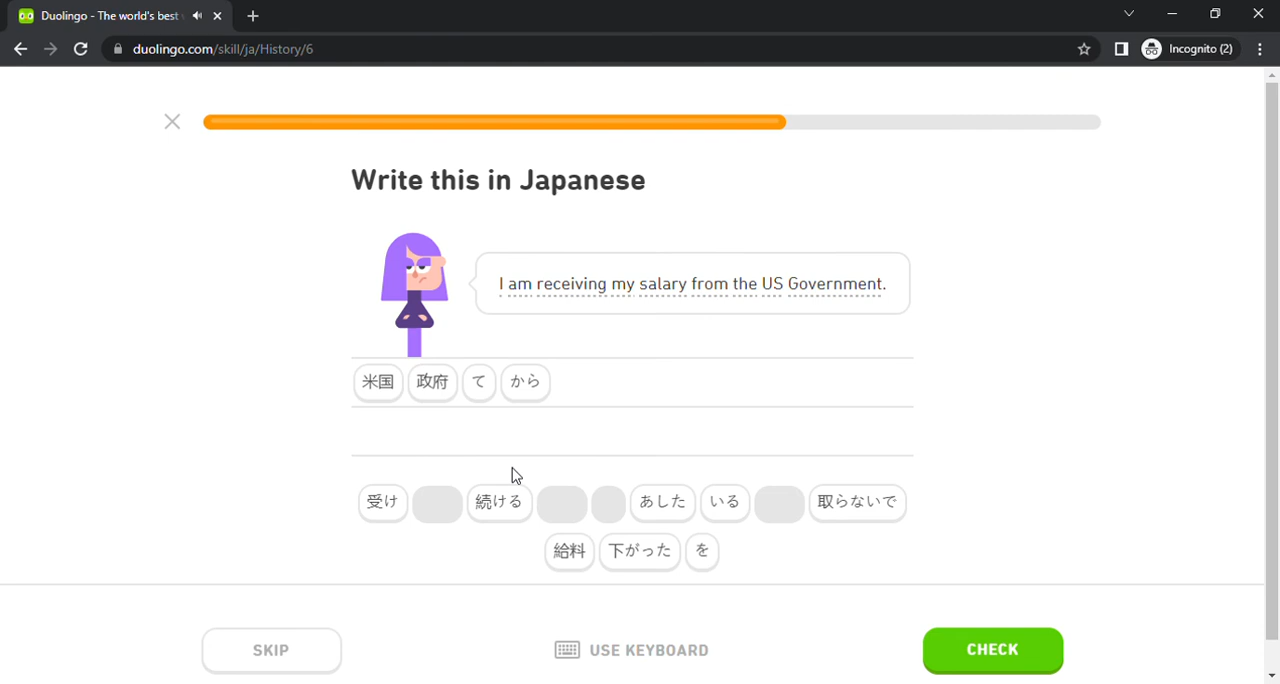 Duolingo - The world's best
duolingo.com/skill/ja/History/6
Incognito (2)
Write this in Japanese
I am receiving my salary from the US Government.
米国 政府 て から
受け 続ける あした いる 取らないで
給料 下がった を
SKIP USE KEYBOARD CHECK